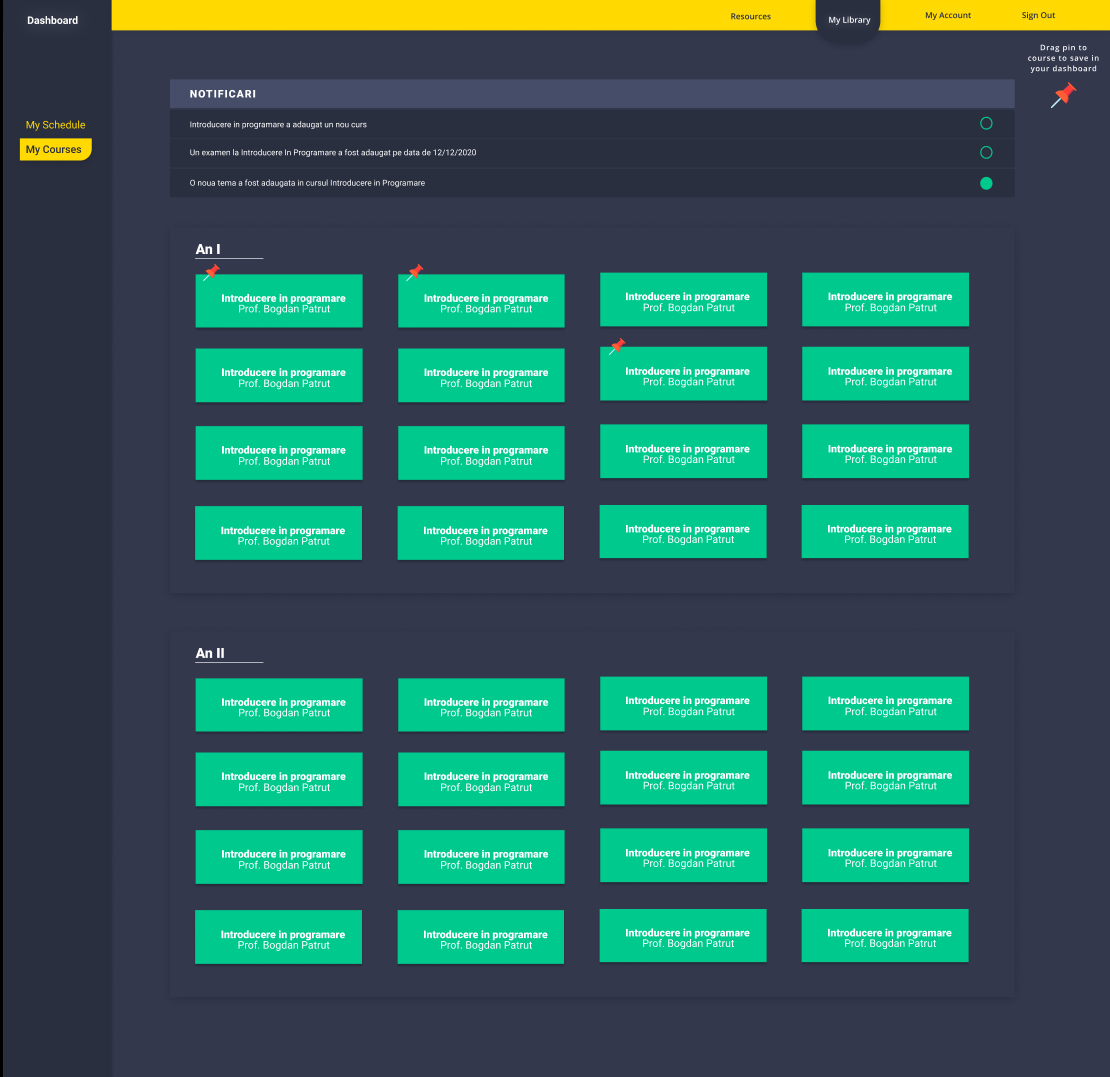 Dashboard
Resources
My Library
My Account
Sign Out
Drag pin to
course to save in
your dashboard
My Schedule
My Courses
NOTIFICARI
Introducere in programare a adaugat un nou curs
Un examen la Introducere In Programare a fost adaugat pe data de 12/12/2020
O noua tema a fost adaugata in cursul Introducere in Programare
An I
Introducere in programare
Prof. Bogdan Patrut
Introducere in programare
Prof. Bogdan Patrut
Introducere in programare
Prof. Bogdan Patrut
Introducere in programare
Prof. Bogdan Patrut
Introducere in programare
Prof. Bogdan Patrut
Introducere in programare
Prof. Bogdan Patrut
Introducere in programare
Prof. Bogdan Patrut
Introducere in programare
Prof. Bogdan Patrut
Introducere in programare
Prof. Bogdan Patrut
Introducere in programare
Prof. Bogdan Patrut
Introducere in programare
Prof. Bogdan Patrut
Introducere in programare
Prof. Bogdan Patrut
Introducere in programare
Prof. Bogdan Patrut
Introducere in programare
Prof. Bogdan Patrut
Introducere in programare
Prof. Bogdan Patrut
Introducere in programare
Prof. Bogdan Patrut
An II
Introducere in programare
Prof. Bogdan Patrut
Introducere in programare
Prof. Bogdan Patrut
Introducere in programare
Prof. Bogdan Patrut
Introducere in programare
Prof. Bogdan Patrut
Introducere in programare
Prof. Bogdan Patrut
Introducere in programare
Prof. Bogdan Patrut
Introducere in programare
Prof. Bogdan Patrut
Introducere in programare
Prof. Bogdan Patrut
Introducere in programare
Prof. Bogdan Patrut
Introducere in programare
Prof. Bogdan Patrut
Introducere in programare
Prof. Bogdan Patrut
Introducere in programare
Prof. Bogdan Patrut
Introducere in programare
Prof. Bogdan Patrut
Introducere in programare
Prof. Bogdan Patrut
Introducere in programare
Prof. Bogdan Patrut
Introducere in programare
Prof. Bogdan Patrut